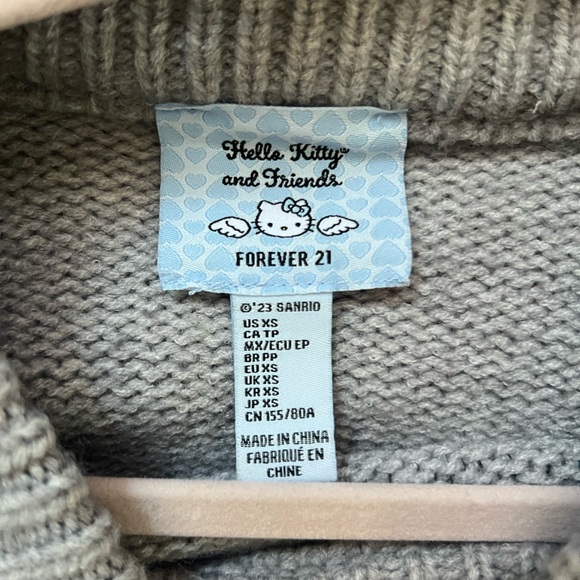 Hello Kitty™
and Friends
FOREVER 21
©'23 SANRIO
US XS
CA TP
MX/ECU EP
BR PP
EU XS
UK XS
KR XS
JP XS
CN 155/80A
MADE IN CHINA
FABRIQUÉ EN
CHINE